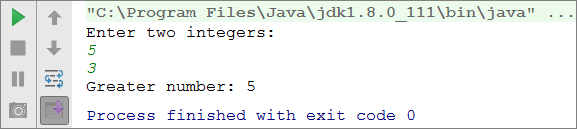 "C:\Program Files\Java\jdk1.8.0_111\bin\java" ...
Enter two integers:
5
3
Greater number: 5
Process finished with exit code 0